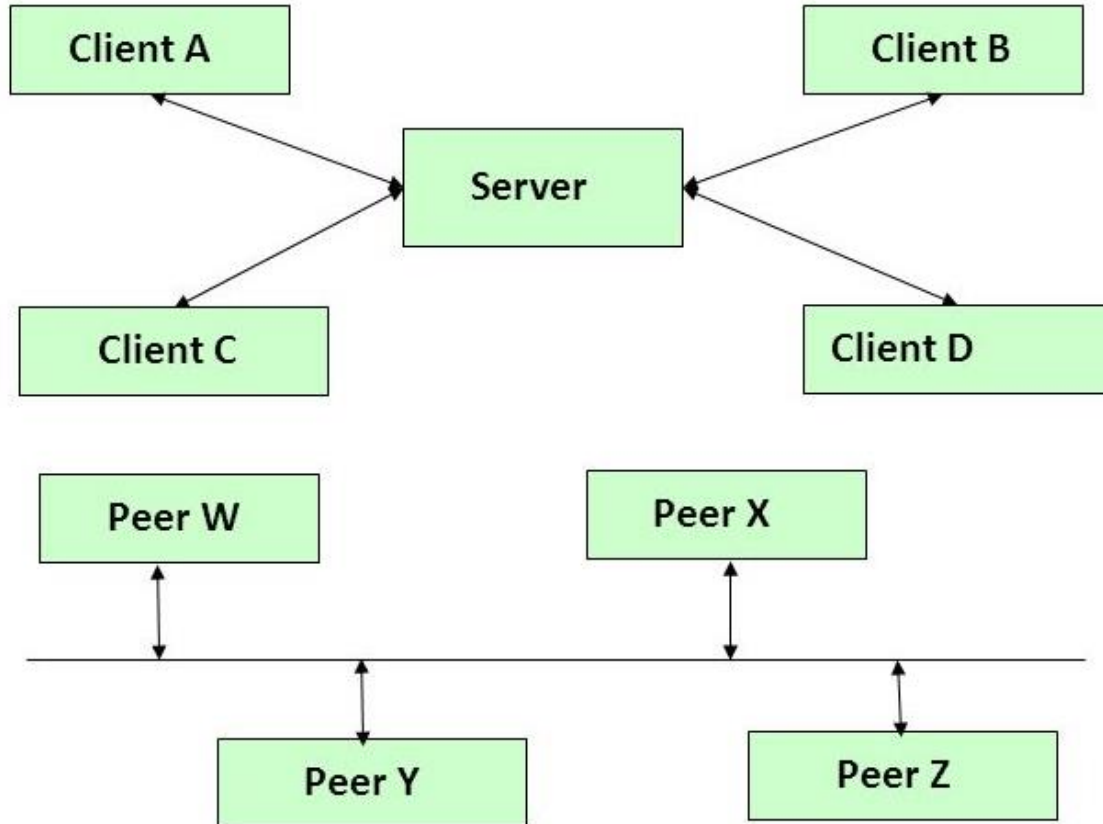 Client A
Client B
Server
Client C
Client D
Peer W
Peer X
Peer Y
Peer Z